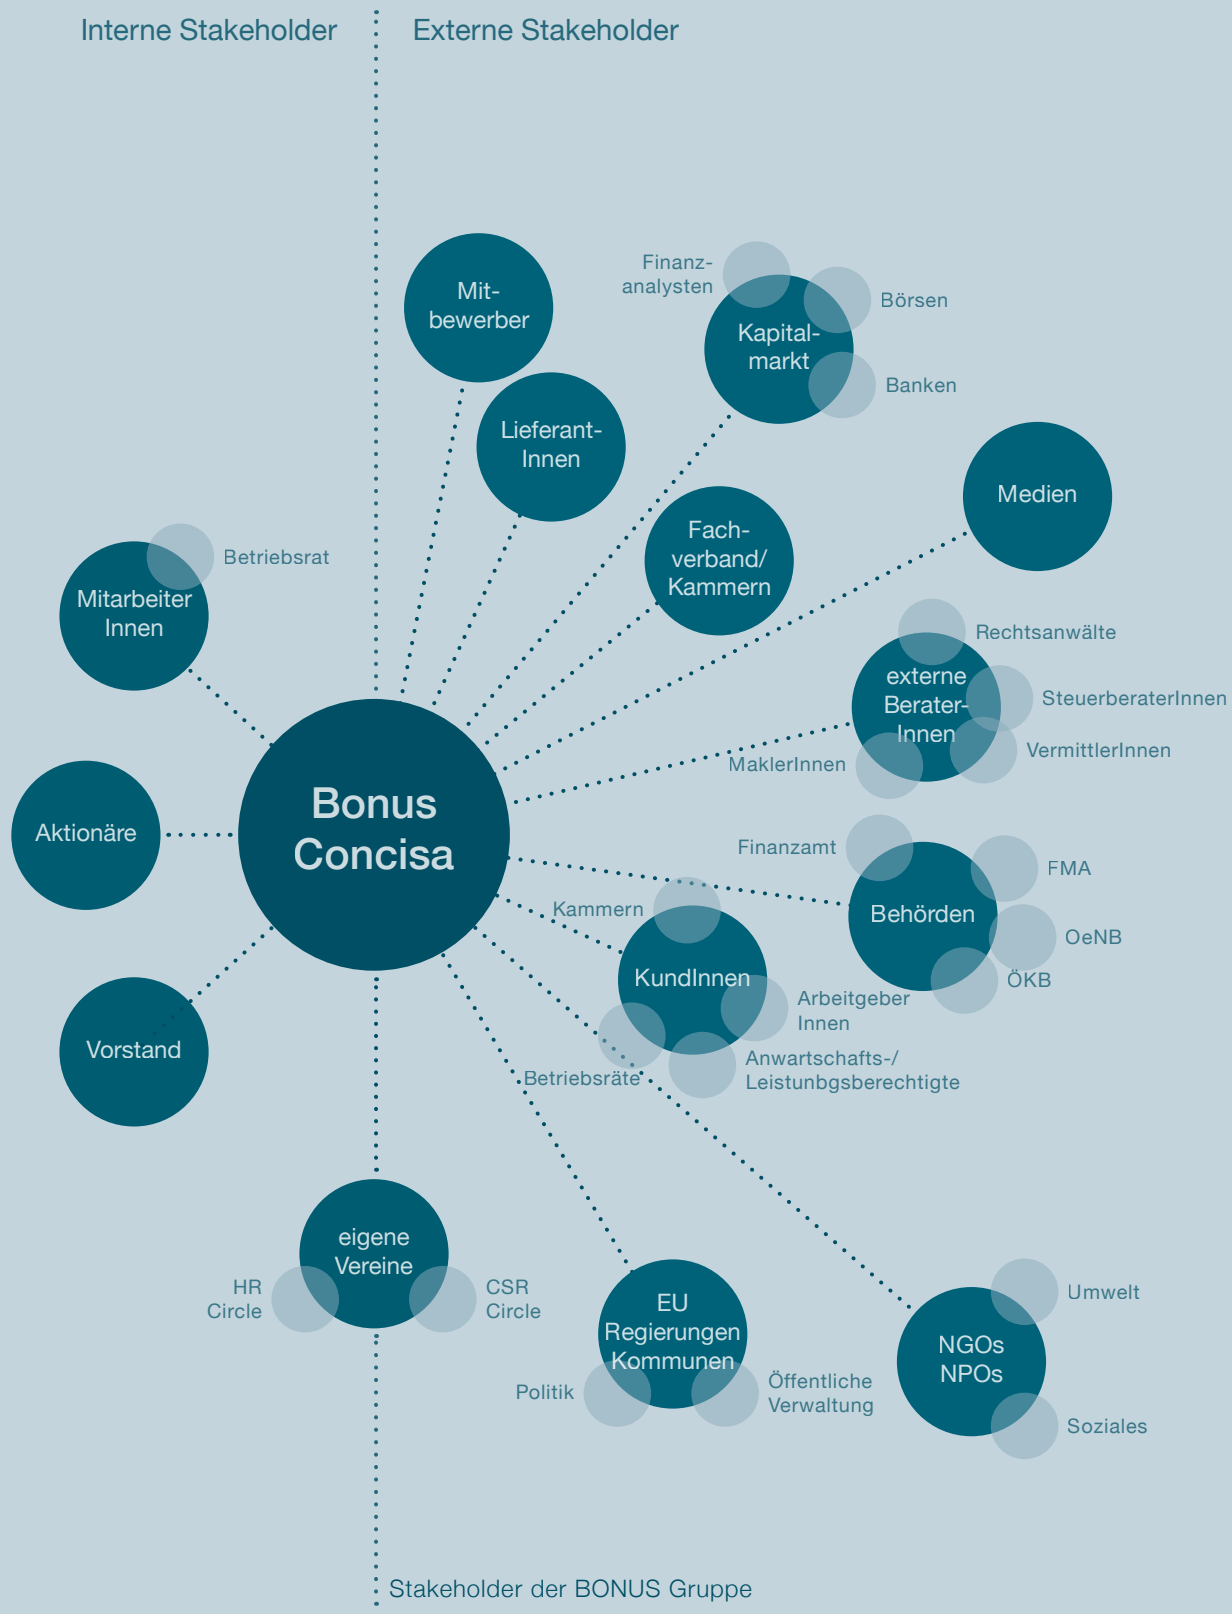 Interne Stakeholder
Externe Stakeholder
Mit-
bewerber
Finanz-
analysten
Börsen
Kapital-
markt
Banken
Lieferant-
Innen
Medien
Fach-
verband/
Kammern
Betriebsrat
Mitarbeiter
Innen
Rechtsanwälte
externe
Berater-
Innen
SteuerberaterInnen
VermittlerInnen
MaklerInnen
Bonus
Concisa
Aktionäre
Finanzamt
FMA
Behörden
OeNB
ÖKB
Kammern
KundInnen
Arbeitgeber
Innen
Anwartschafts-/
Leistunbgsberechtigte
Betriebsräte
Vorstand
eigene
Vereine
HR
Circle
CSR
Circle
EU
Regierungen
Kommunen
Politik
Öffentliche
Verwaltung
Umwelt
NGOs
NPOs
Soziales
Stakeholder der BONUS Gruppe